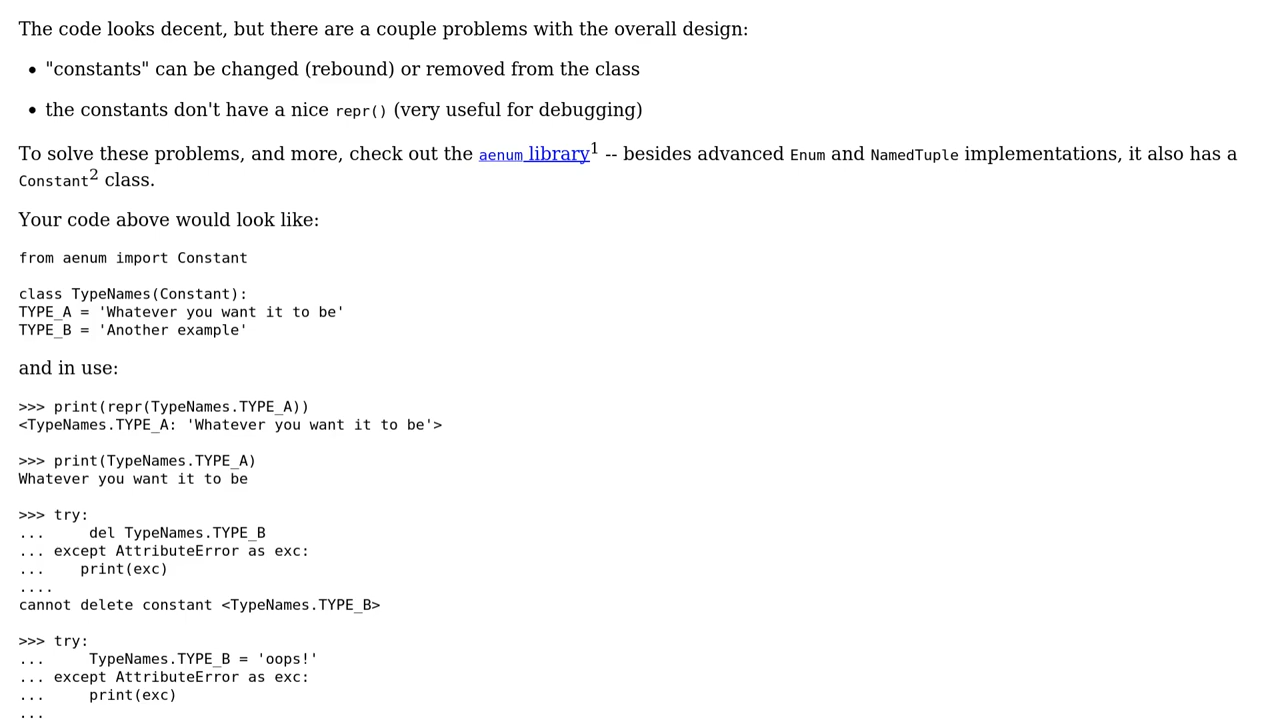 The code looks decent, but there are a couple problems with the overall design:
• "constants" can be changed (rebound) or removed from the class
• the constants don't have a nice repr() (very useful for debugging)
To solve these problems, and more, check out the aenum library1 -- besides advanced Enum and NamedTuple implementations, it also has a
Constant2 class.
Your code above would look like:
from aenum import Constant
class TypeNames(Constant):
TYPE_A = 'Whatever you want it to be'
TYPE_B = 'Another example'
and in use:
>>> print(repr(TypeNames.TYPE_A))
<TypeNames.TYPE_A: 'Whatever you want it to be'>
>>> print(TypeNames.TYPE_A)
Whatever you want it to be
>>> try:
...     del TypeNames.TYPE_B
... except AttributeError as exc:
...    print(exc)
....
cannot delete constant <TypeNames.TYPE_B>
>>> try:
...     TypeNames.TYPE_B = 'oops!'
... except AttributeError as exc:
...     print(exc)
...